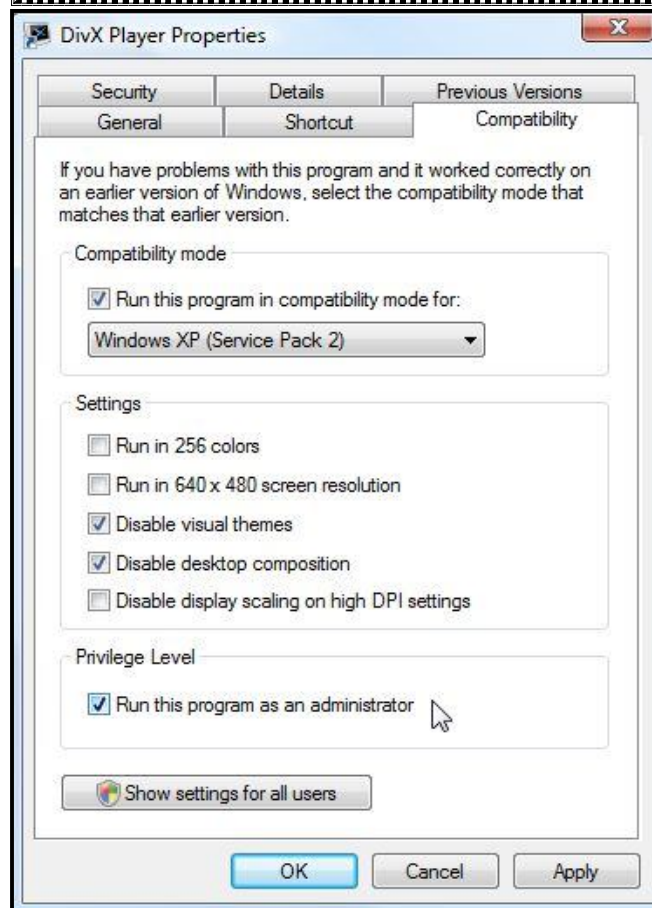 DivX Player Properties
Security Details Previous Versions
General Shortcut Compatibility
If you have problems with this program and it worked correctly on
an earlier version of Windows, select the compatibility mode that
matches that earlier version.
Compatibility mode
Run this program in compatibility mode for:
Windows XP (Service Pack 2)
Settings
Run in 256 colors
Run in 640 x 480 screen resolution
Disable visual themes
Disable desktop composition
Disable display scaling on high DPI settings
Privilege Level
Run this program as an administrator
Show settings for all users
OK Cancel Apply